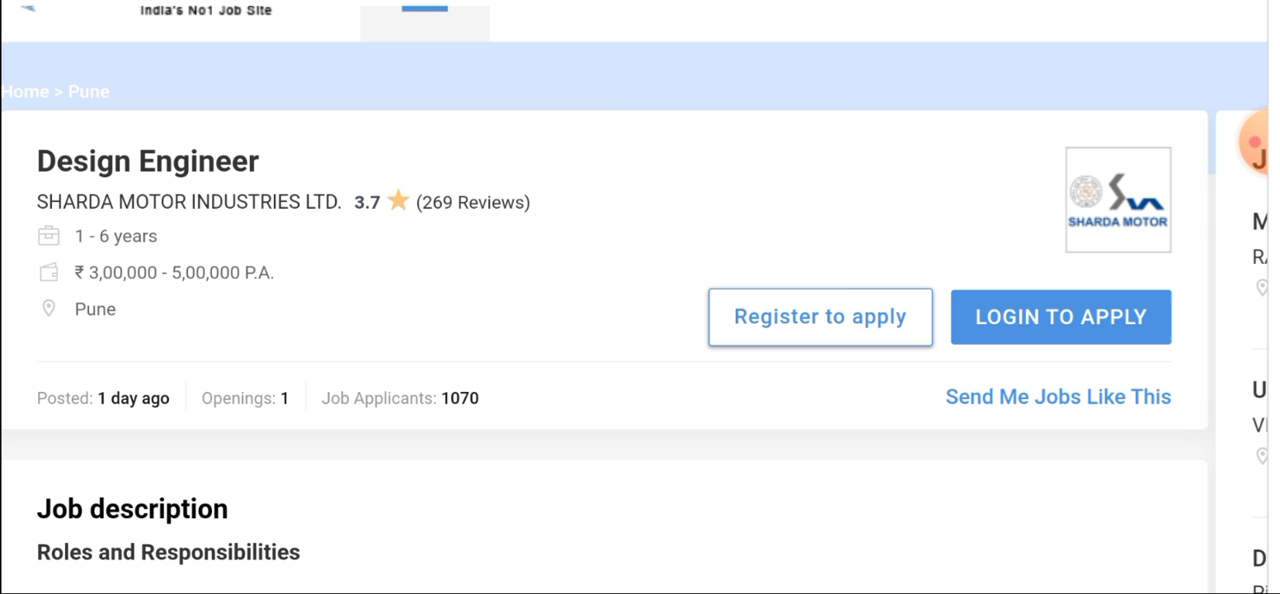 India's No1 Job Site
Home > Pune
Design Engineer
SHARDA MOTOR INDUSTRIES LTD. 3.7 (269 Reviews)
SHARDA MOTOR
1 - 6 years
₹ 3,00,000 - 5,00,000 P.A.
Pune
Register to apply
LOGIN TO APPLY
Posted: 1 day ago
Openings: 1
Job Applicants: 1070
Send Me Jobs Like This
Job description
Roles and Responsibilities